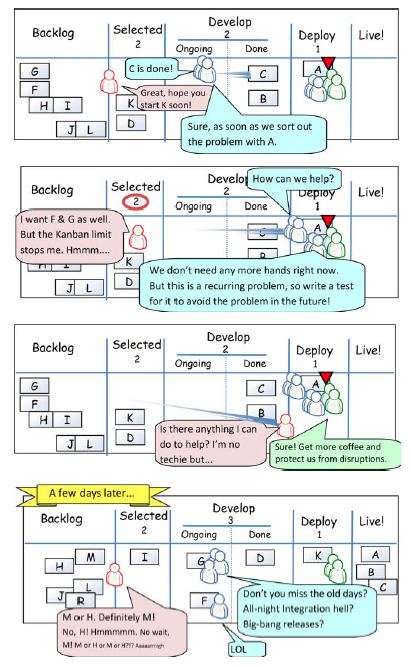 Backlog
Selected
2
Develop
2
Ongoing
Done
Deploy
1
Live!
G
F
H I
J L
K
D
C
B
A
C is done!
Great, hope you
start K soon!
Sure, as soon as we sort out
the problem with A.
Backlog
Selected
2
Develop
Ongoing
Done
Deploy
1
Live!
How can we help?
I want F & G as well.
But the Kanban limit
stops me. Hmmm....
H I
J L
K
D
C
A
We don't need any more hands right now.
But this is a recurring problem, so write a test
for it to avoid the problem in the future!
Backlog
Selected
2
Develop
2
Ongoing
Done
Deploy
1
Live!
G
F
H I
J L
K
D
C
B
A
Is there anything I can
do to help? I'm no
techie but...
Sure! Get more coffee and
protect us from disruptions.
A few days later...
Backlog
Selected
2
Develop
3
Ongoing
Done
Deploy
1
Live!
M
H
L
J
R
I
G
F
D
K
A
B
C
M or H. Definitely M!
No, H! Hmmmmm. No wait,
M! M or H or M or H?!? Aaaaarrrrgh
Don't you miss the old days?
All-night Integration hell?
Big-bang releases?
LOL